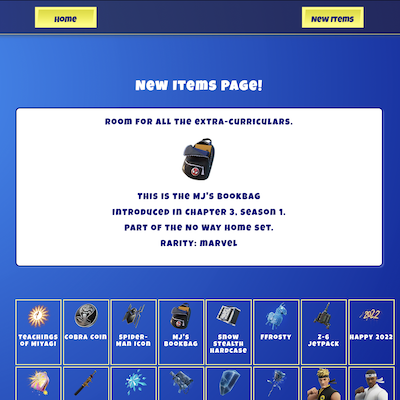 Home
New Items
New Items Page!
Room for all the extra-curriculars.
This is the MJ's Bookbag
Introduced in Chapter 3, Season 1.
Part of the No Way Home set.
Rarity: marvel
Teachings of Miyagi
Cobra Coin
Spider-Man Icon
MJ's Bookbag
Snow Stealth Hardcase
Ffrosty
Z-6 Jetpack
Happy 2022